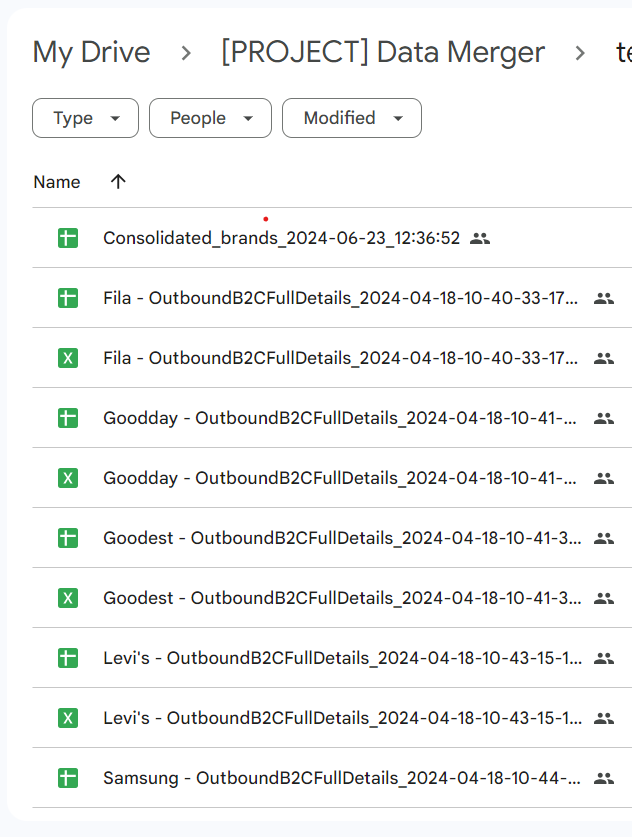 My Drive > [PROJECT] Data Merger > te
Type People Modified
Name
Consolidated_brands_2024-06-23_12:36:52
Fila - OutboundB2CFullDetails_2024-04-18-10-40-33-17...
Fila - OutboundB2CFullDetails_2024-04-18-10-40-33-17...
Goodday - OutboundB2CFullDetails_2024-04-18-10-41-...
Goodday - OutboundB2CFullDetails_2024-04-18-10-41-...
Goodest - OutboundB2CFullDetails_2024-04-18-10-41-3...
Goodest - OutboundB2CFullDetails_2024-04-18-10-41-3...
Levi's - OutboundB2CFullDetails_2024-04-18-10-43-15-1...
Levi's - OutboundB2CFullDetails_2024-04-18-10-43-15-1...
Samsung - OutboundB2CFullDetails_2024-04-18-10-44-...